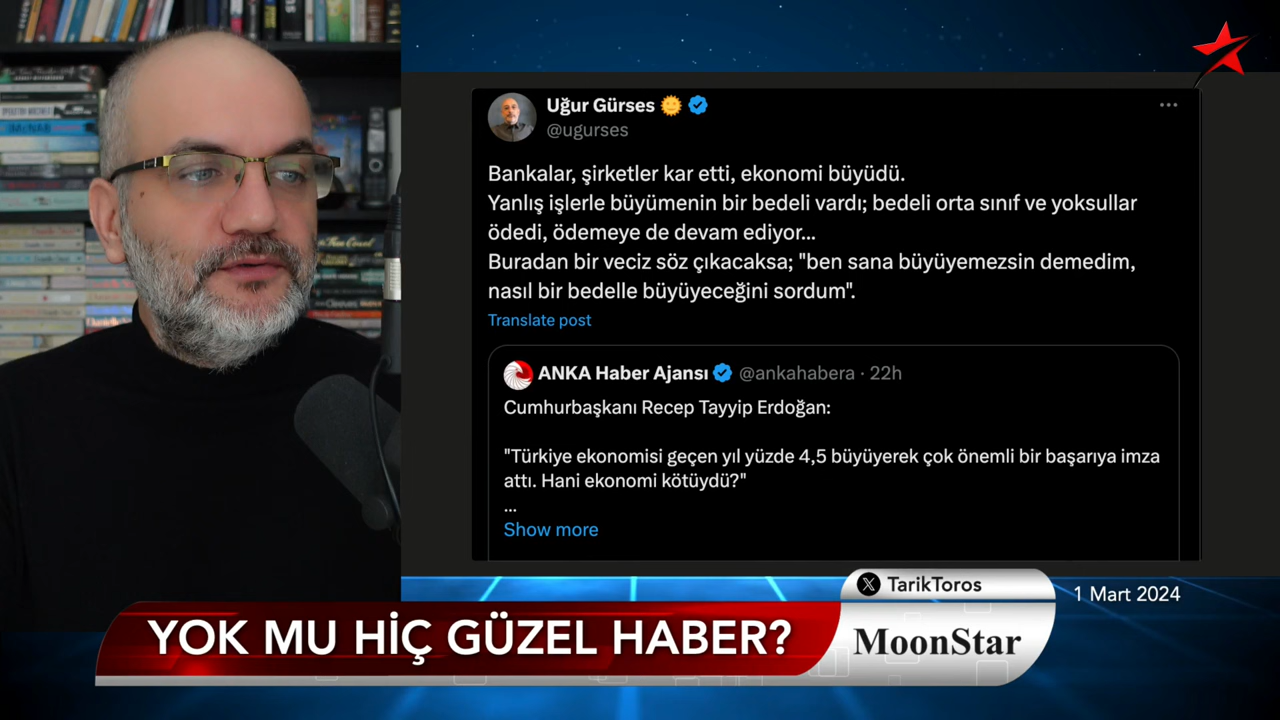 Uğur Gürses
@ugurses
Bankalar, şirketler kar etti, ekonomi büyüdü.
Yanlış işlerle büyümenin bir bedeli vardı; bedeli orta sınıf ve yoksullar
ödedi, ödemeye de devam ediyor...
Buradan bir veciz söz çıkacaksa; "ben sana büyüyemezsin demedim,
nasıl bir bedelle büyüyeceğini sordum".
Translate post
ANKA Haber Ajansı @ankahabera · 22h
Cumhurbaşkanı Recep Tayyip Erdoğan:
"Türkiye ekonomisi geçen yıl yüzde 4,5 büyüyerek çok önemli bir başarıya imza
attı. Hani ekonomi kötüydü?"
...
Show more
TarikToros
1 Mart 2024
YOK MU HİÇ GÜZEL HABER?
MoonStar